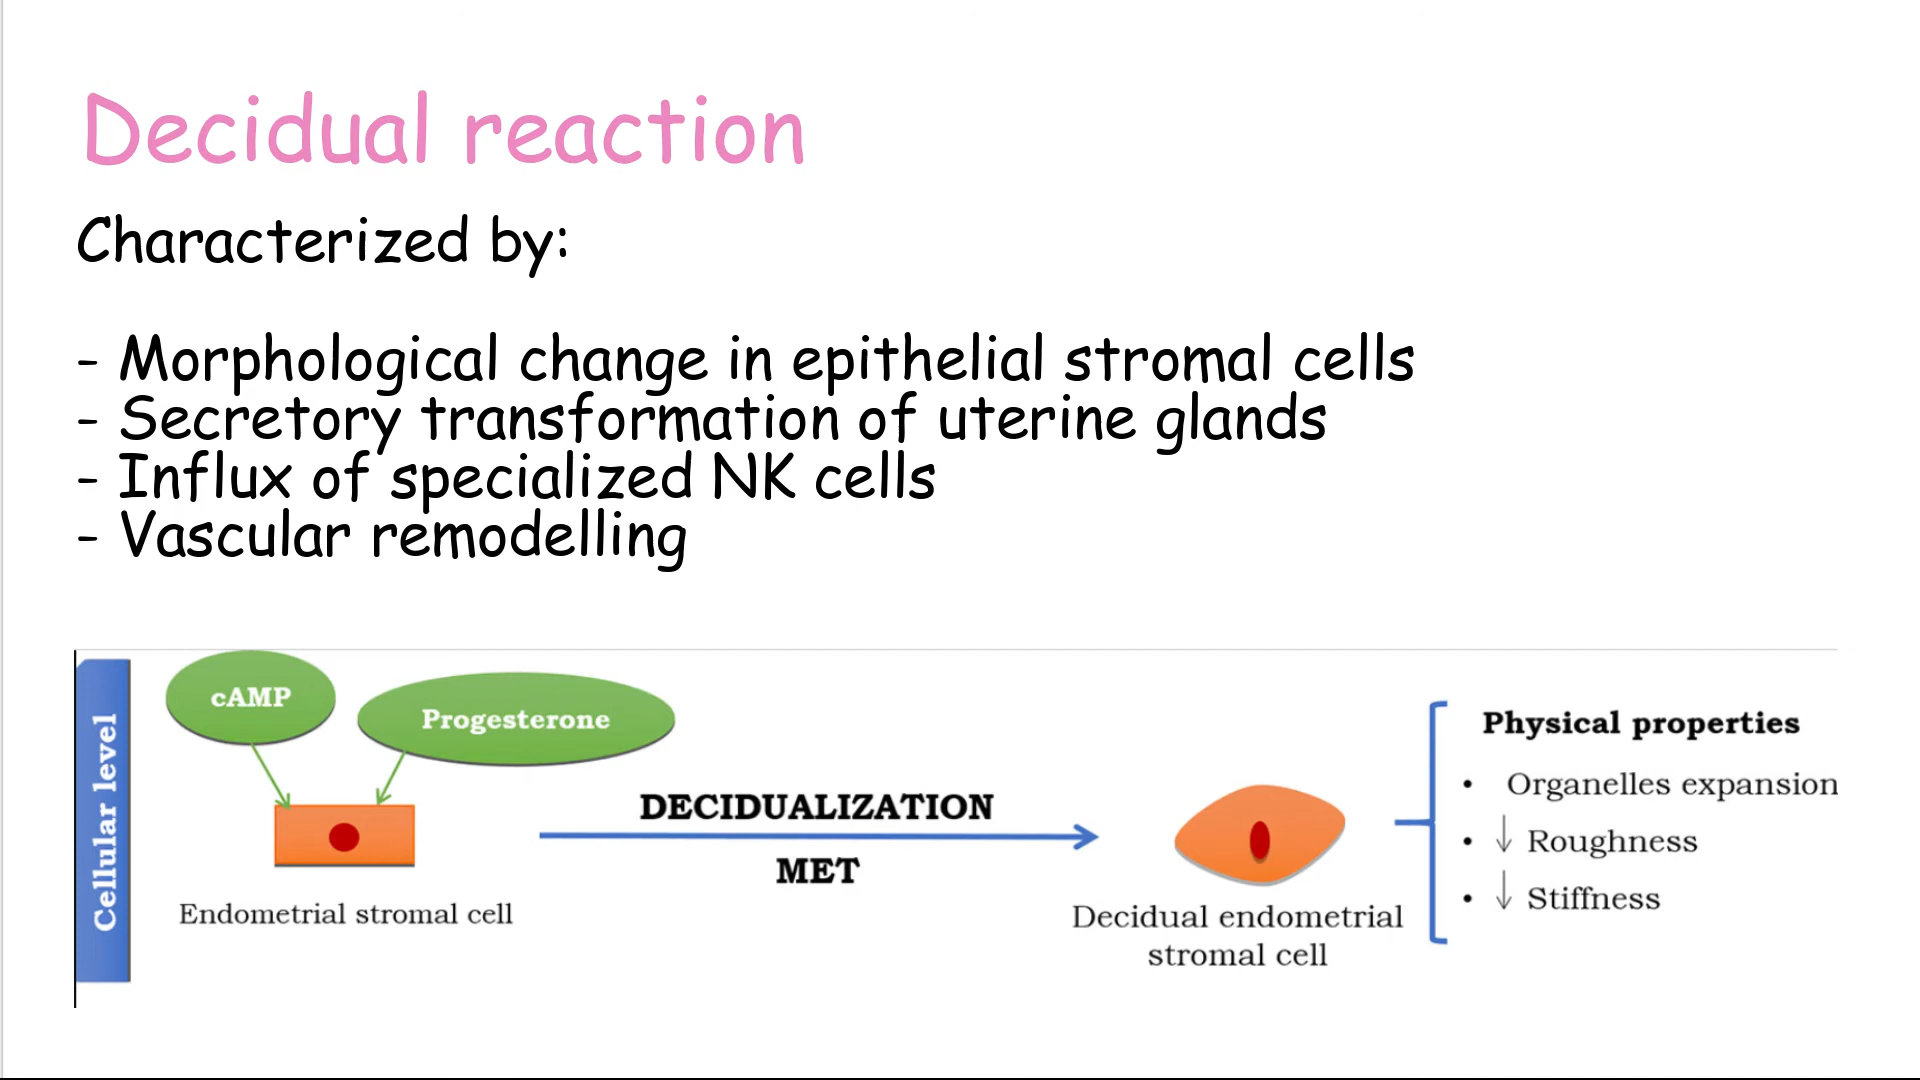 Decidual reaction
Characterized by:
- Morphological change in epithelial stromal cells
- Secretory transformation of uterine glands
- Influx of specialized NK cells
- Vascular remodelling
Cellular level
cAMP
Progesterone
Endometrial stromal cell
DECIDUALIZATION
MET
Decidual endometrial
stromal cell
Physical properties
• Organelles expansion
• ↓ Roughness
• ↓ Stiffness